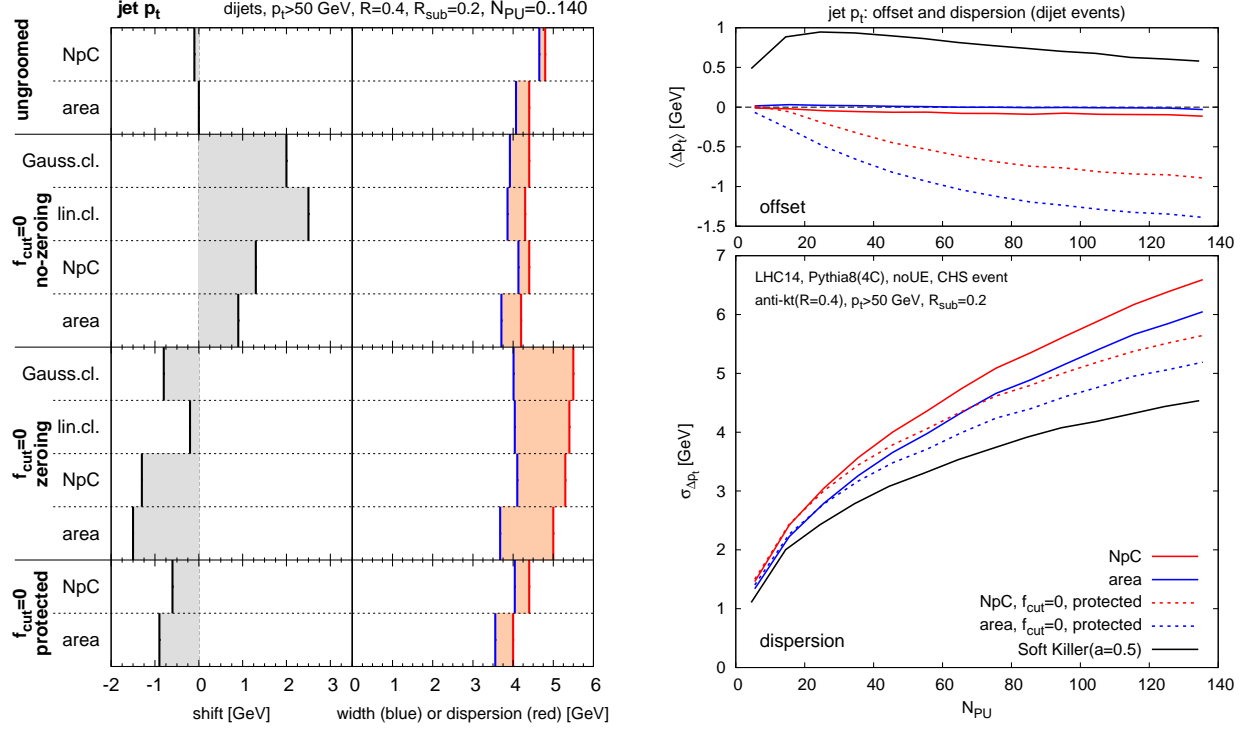 jet p_t
dijets, p_t>50 GeV, R=0.4, R_sub=0.2, N_PU=0..140
ungroomed
NpC
area
f_cut=0
no-zeroing
Gauss.cl.
lin.cl.
NpC
area
f_cut=0
zeroing
Gauss.cl.
lin.cl.
NpC
area
f_cut=0
protected
NpC
area
-2 -1 0 1 2 3 0 1 2 3 4 5 6
shift [GeV]
width (blue) or dispersion (red) [GeV]
jet p_t: offset and dispersion (dijet events)
1
0.5
0
-0.5
-1
-1.5
⟨Δp_t⟩ [GeV]
offset
0 20 40 60 80 100 120 140
7
6
5
4
3
2
1
0
σ_Δp_t [GeV]
LHC14, Pythia8(4C), noUE, CHS event
anti-kt(R=0.4), p_t>50 GeV, R_sub=0.2
NpC
area
NpC, f_cut=0, protected
area, f_cut=0, protected
Soft Killer(a=0.5)
dispersion
0 20 40 60 80 100 120 140
N_PU